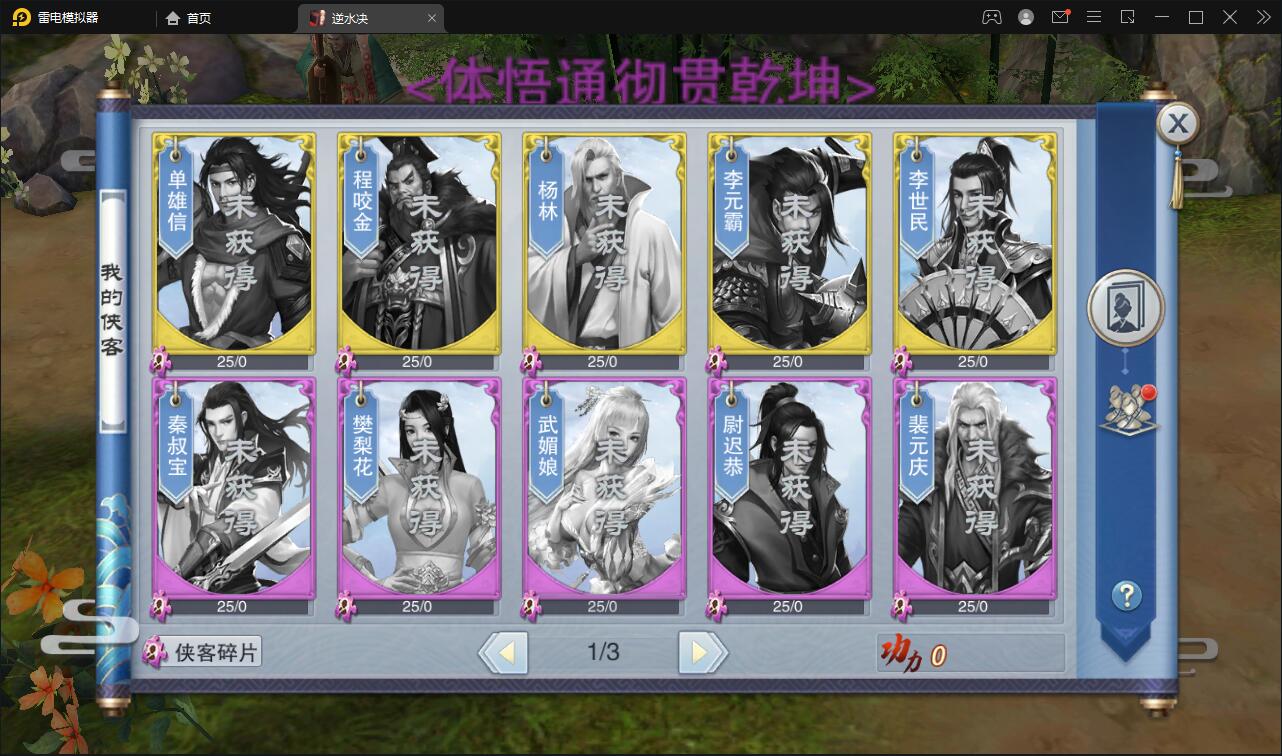 雷电模拟器
首页
逆水决
<体悟通彻贯乾坤>
我的侠客
单雄信
未获得
25/0
程咬金
未获得
25/0
杨林
未获得
25/0
李元霸
未获得
25/0
李世民
未获得
25/0
秦叔宝
未获得
25/0
樊梨花
未获得
25/0
武媚娘
未获得
25/0
尉迟恭
未获得
25/0
裴元庆
未获得
25/0
侠客碎片
1/3
功力 0
X
?